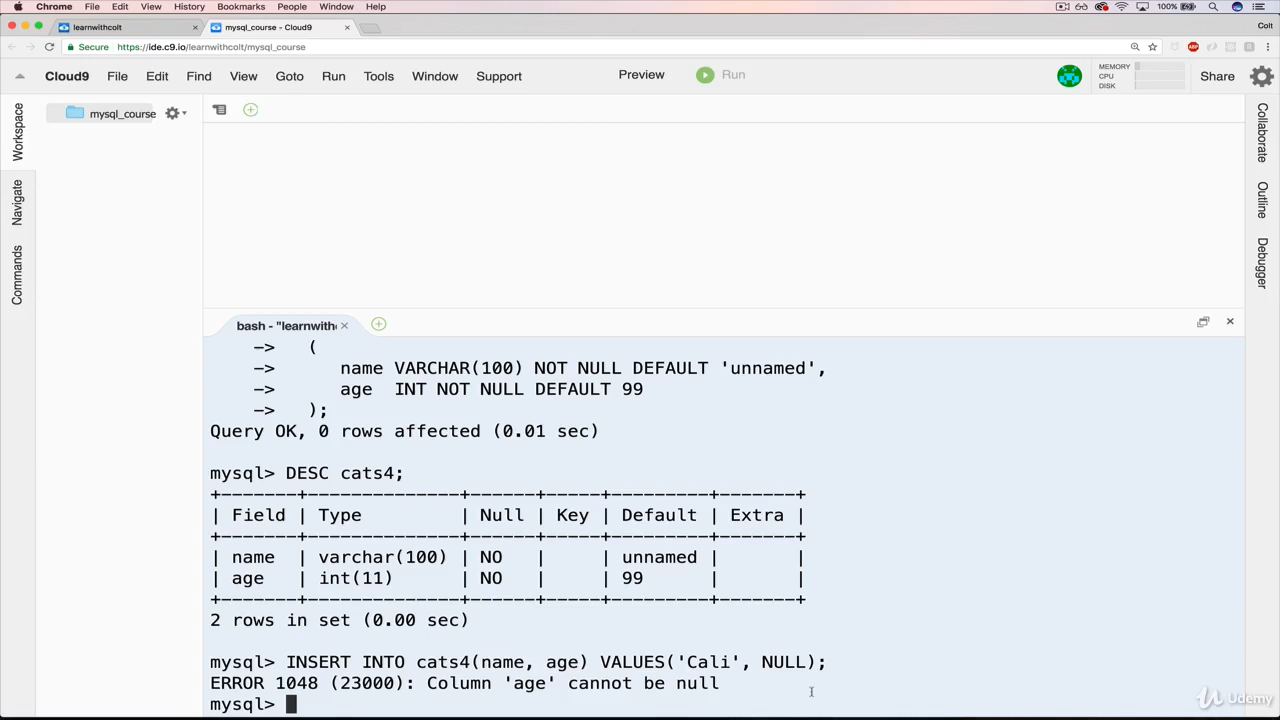 Chrome File Edit View History Bookmarks People Window Help 100%
learnwithcolt mysql_course - Cloud9 Colt
Secure https://ide.c9.io/learnwithcolt/mysql_course ABP
Cloud9 File Edit Find View Goto Run Tools Window Support Preview Run MEMORY CPU DISK Share
Workspace
Navigate
Commands
mysql_course
Collaborate
Outline
Debugger
bash - "learnwith
-> (
-> name VARCHAR(100) NOT NULL DEFAULT 'unnamed',
-> age INT NOT NULL DEFAULT 99
-> );
Query OK, 0 rows affected (0.01 sec)
mysql> DESC cats4;
+-------+--------------+------+-----+---------+-------+
| Field | Type | Null | Key | Default | Extra |
+-------+--------------+------+-----+---------+-------+
| name | varchar(100) | NO | | unnamed | |
| age | int(11) | NO | | 99 | |
+-------+--------------+------+-----+---------+-------+
2 rows in set (0.00 sec)
mysql> INSERT INTO cats4(name, age) VALUES('Cali', NULL);
ERROR 1048 (23000): Column 'age' cannot be null
mysql>
Udemy